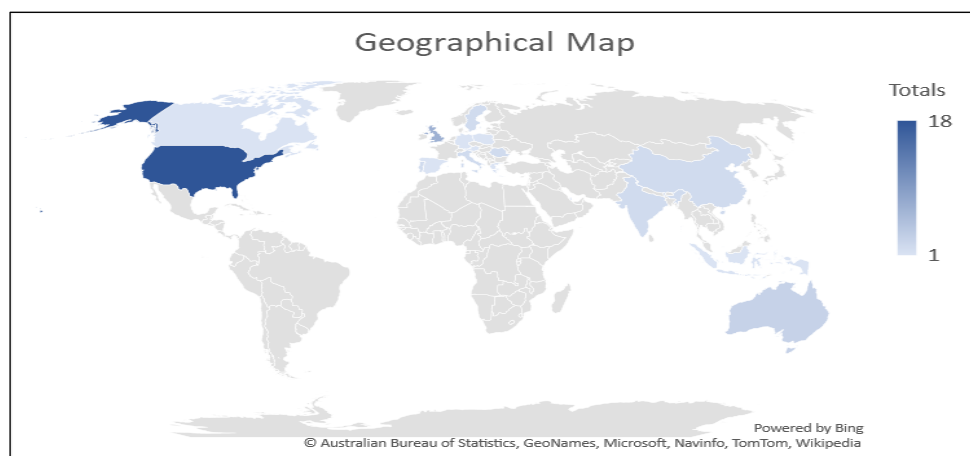 Geographical Map
Totals
18
1
Powered by Bing
© Australian Bureau of Statistics, GeoNames, Microsoft, Navinfo, TomTom, Wikipedia